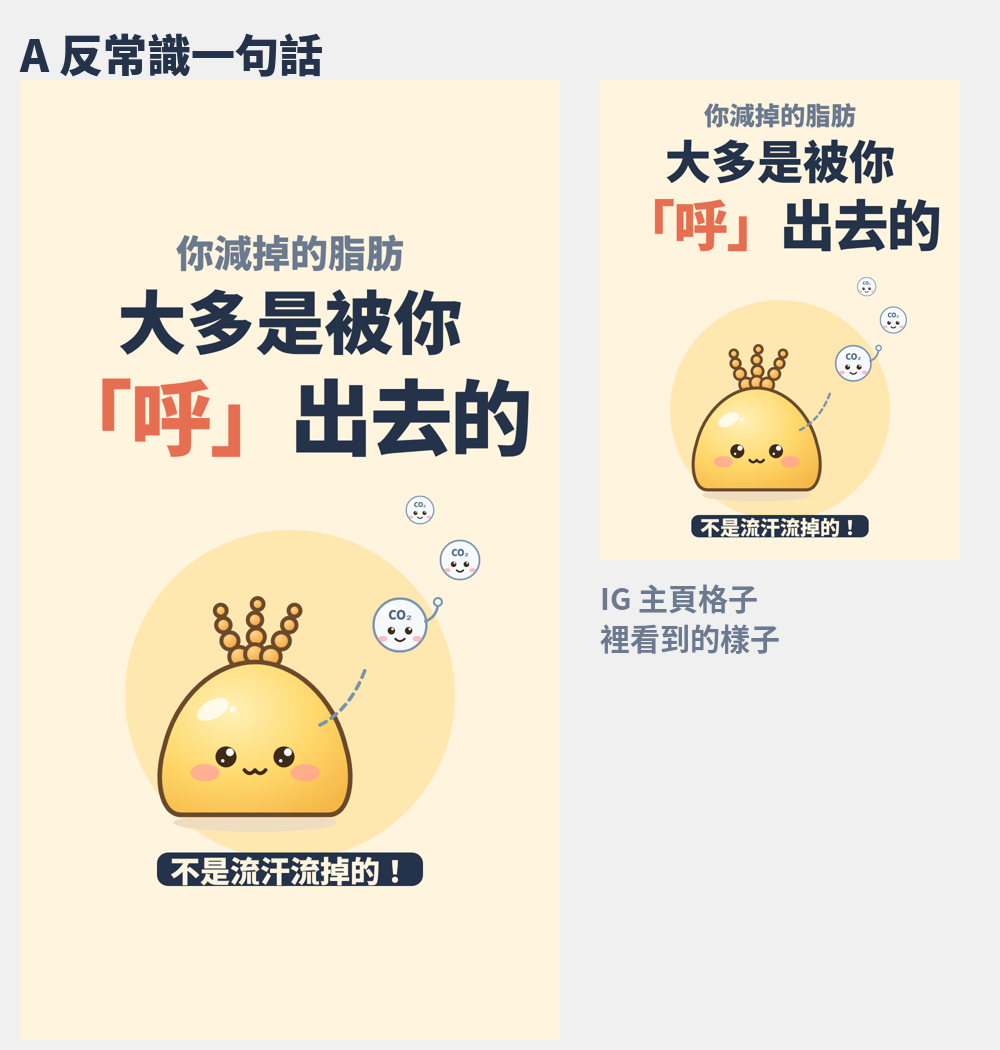 A 反常識一句話
你減掉的脂肪
大多是被你
「呼」出去的
CO₂
CO₂
CO₂
不是流汗流掉的！
你減掉的脂肪
大多是被你
「呼」出去的
CO₂
CO₂
CO₂
不是流汗流掉的！
IG 主頁格子
裡看到的樣子